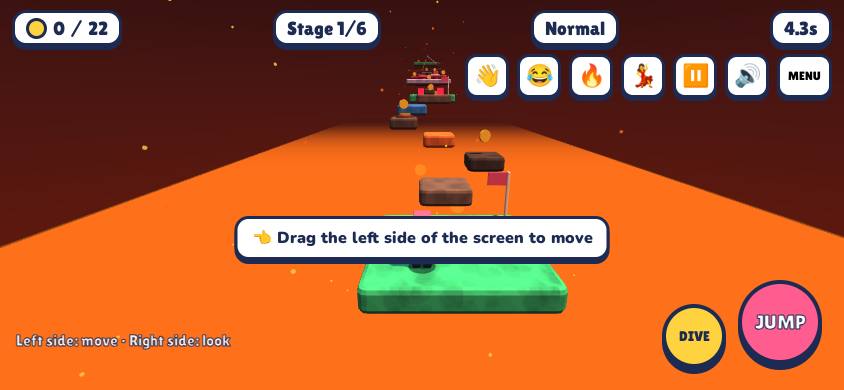 0 / 22
Stage 1/6
Normal
4.3s
MENU
Drag the left side of the screen to move
Left side: move - Right side: look
DIVE
JUMP